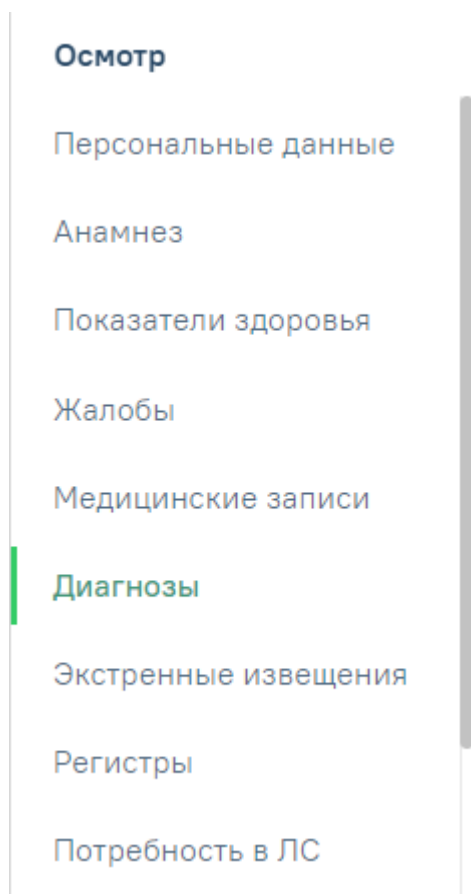 Осмотр
Персональные данные
Анамнез
Показатели здоровья
Жалобы
Медицинские записи
Диагнозы
Экстренные извещения
Регистры
Потребность в ЛС